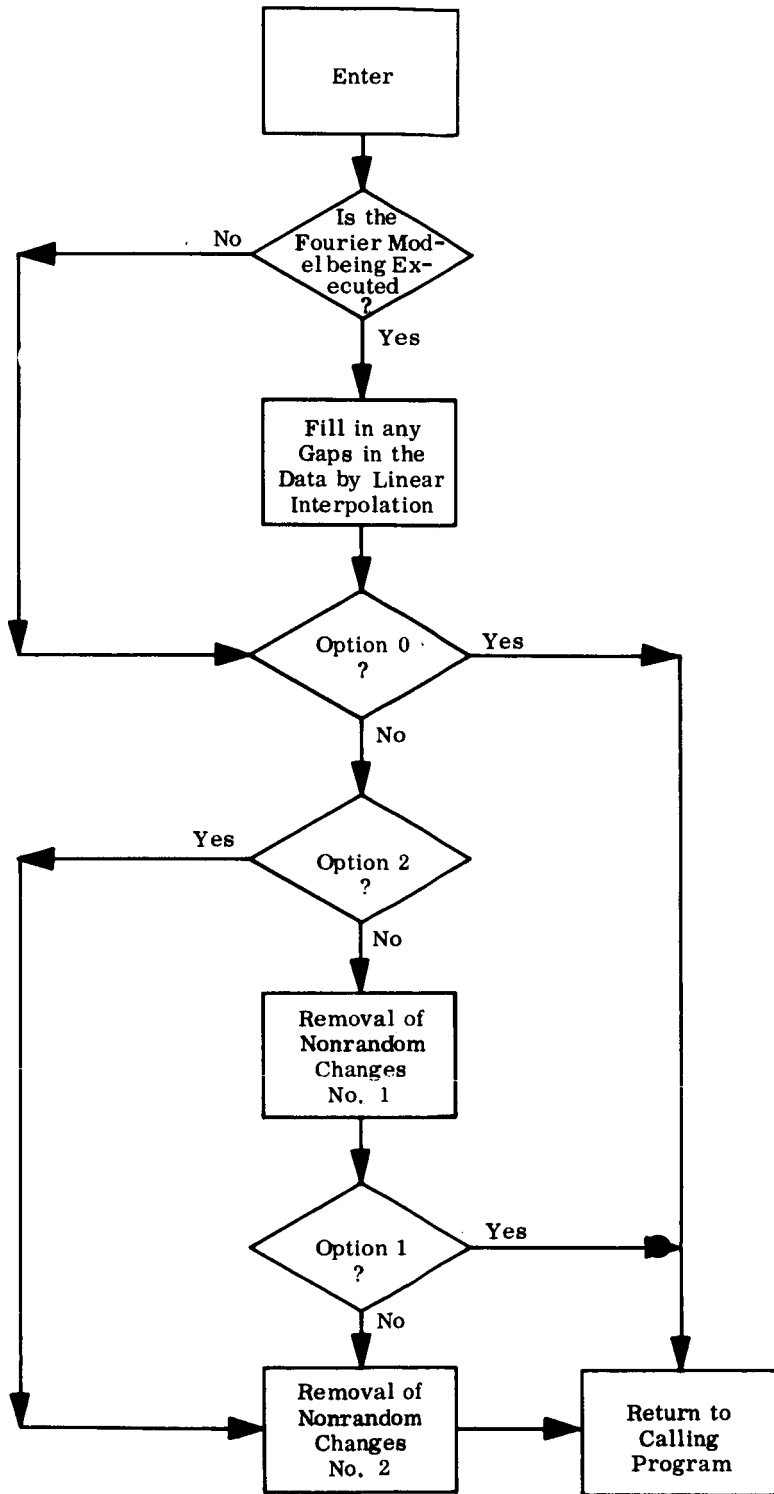 Enter
Is the
Fourier Mod-
el being Ex-
ecuted
?
No
Yes
Fill in any
Gaps in the
Data by Linear
Interpolation
Option 0
?
Yes
No
Option 2
?
Yes
No
Removal of
Nonrandom
Changes
No. 1
Option 1
?
Yes
No
Removal of
Nonrandom
Changes
No. 2
Return to
Calling
Program